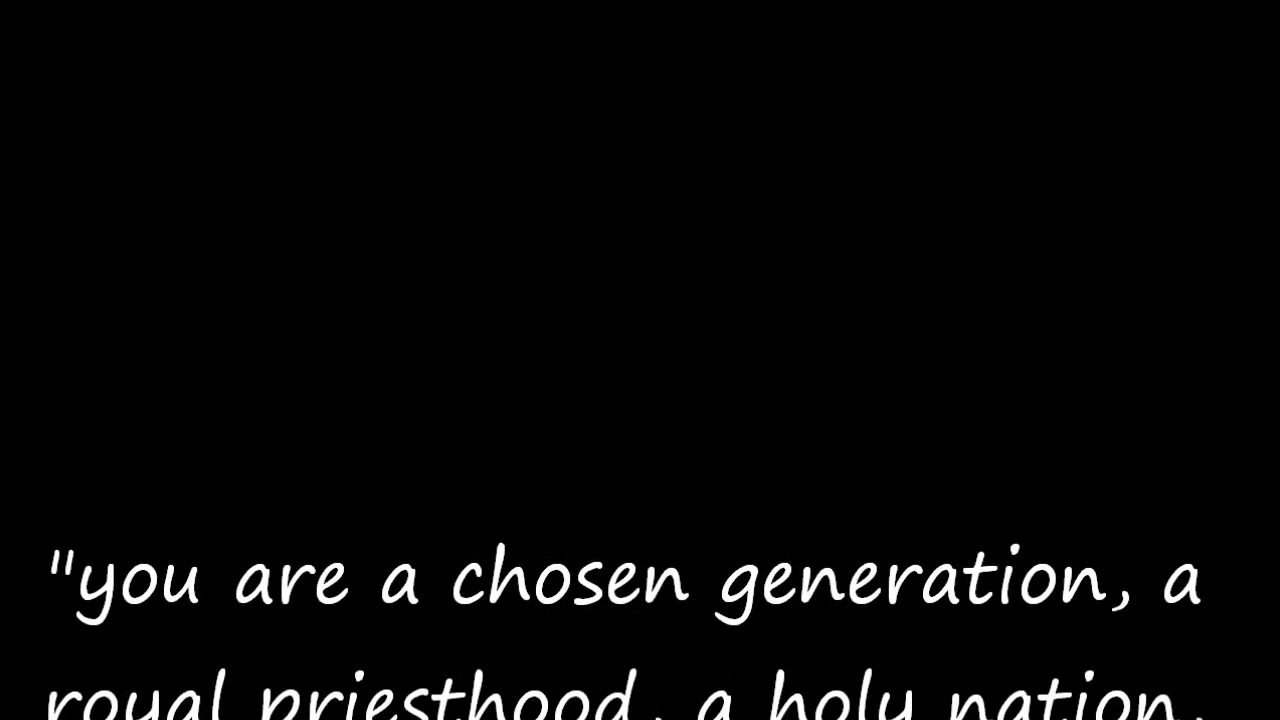 "you are a chosen generation, a
royal priesthood, a holy nation,